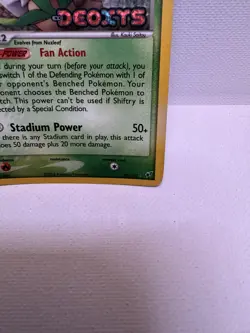 DEOXYS
2 Evolves from Nuzleaf
Illus. Kouki Saitou
POWER Fan Action
during your turn (before your attack), you
switch 1 of the Defending Pokémon with 1 of
opponent's Benched Pokémon. Your
ponent chooses the Benched Pokémon to
tch. This power can't be used if Shiftry is
ected by a Special Condition.
Stadium Power 50+
there is any Stadium card in play, this attack
oes 50 damage plus 20 more damage.